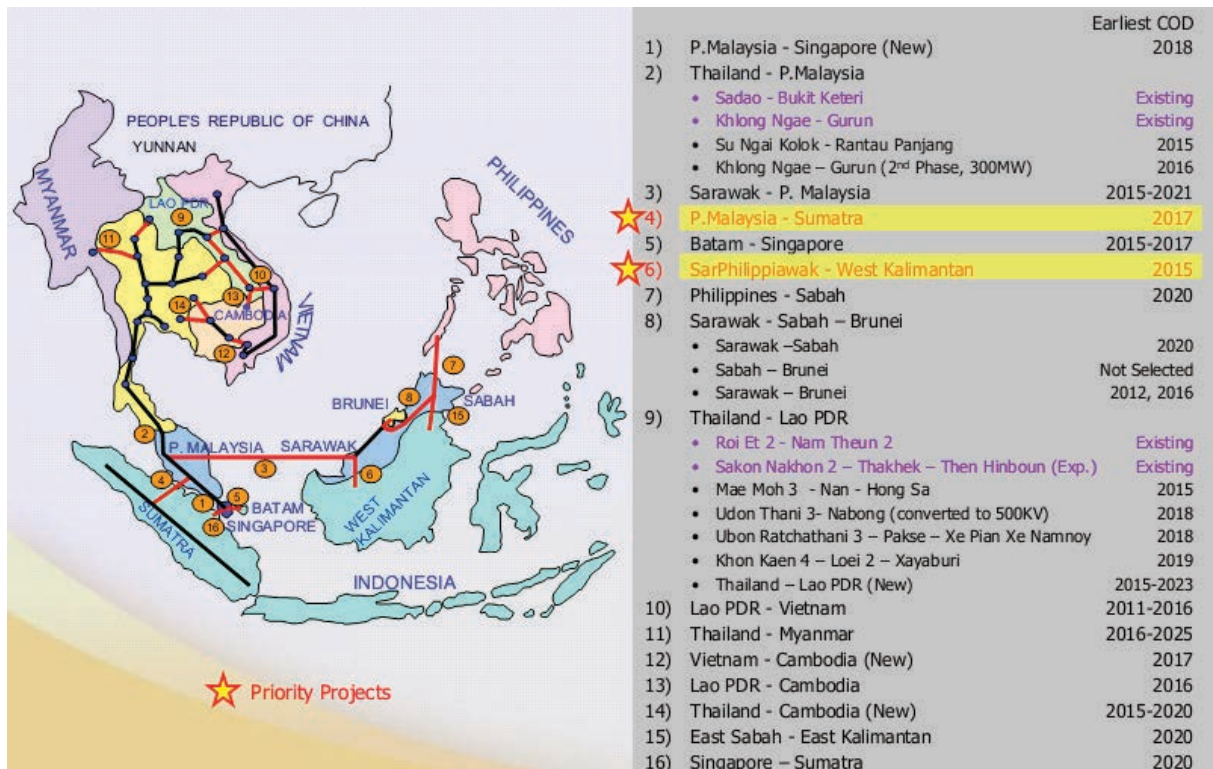 PEOPLE'S REPUBLIC OF CHINA
YUNNAN
MYANMAR
LAO PDR
9
11
10
13
14
CAMBODIA
VIETNAM
12
PHILIPPINES
7
8
BRUNEI
SABAH
15
2
P. MALAYSIA
SARAWAK
3
6
4
1
5
BATAM
16
SINGAPORE
SUMATRA
WEST KALIMANTAN
INDONESIA
Priority Projects
Earliest COD
1) P.Malaysia - Singapore (New) 2018
2) Thailand - P.Malaysia
• Sadao - Bukit Keteri Existing
• Khlong Ngae - Gurun Existing
• Su Ngai Kolok - Rantau Panjang 2015
• Khlong Ngae – Gurun (2nd Phase, 300MW) 2016
3) Sarawak - P. Malaysia 2015-2021
4) P.Malaysia - Sumatra 2017
5) Batam - Singapore 2015-2017
6) SarPhilippiawak - West Kalimantan 2015
7) Philippines - Sabah 2020
8) Sarawak - Sabah – Brunei
• Sarawak –Sabah 2020
• Sabah – Brunei Not Selected
• Sarawak – Brunei 2012, 2016
9) Thailand - Lao PDR
• Roi Et 2 - Nam Theun 2 Existing
• Sakon Nakhon 2 – Thakhek – Then Hinboun (Exp.) Existing
• Mae Moh 3 - Nan - Hong Sa 2015
• Udon Thani 3- Nabong (converted to 500KV) 2018
• Ubon Ratchathani 3 – Pakse – Xe Pian Xe Namnoy 2018
• Khon Kaen 4 – Loei 2 – Xayaburi 2019
• Thailand – Lao PDR (New) 2015-2023
10) Lao PDR - Vietnam 2011-2016
11) Thailand - Myanmar 2016-2025
12) Vietnam - Cambodia (New) 2017
13) Lao PDR - Cambodia 2016
14) Thailand - Cambodia (New) 2015-2020
15) East Sabah - East Kalimantan 2020
16) Singapore – Sumatra 2020